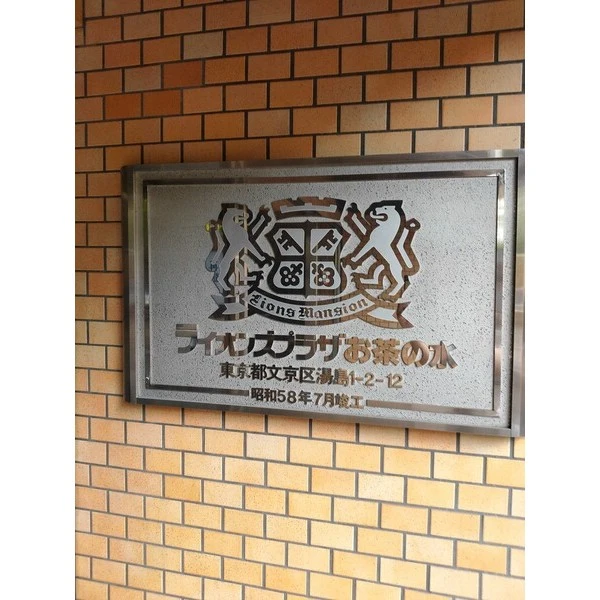 Lions Mansion
ライオンズプラザお茶の水
東京都文京区湯島1-2-12
昭和58年7月竣工